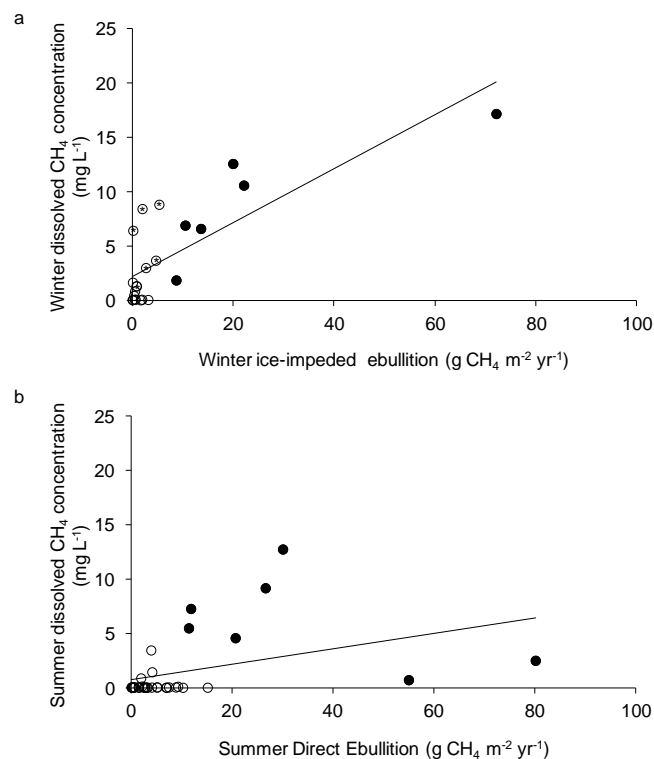 a
Winter dissolved CH₄ concentration
(mg L⁻¹)
25
20
15
10
5
0
0 20 40 60 80 100
Winter ice-impeded ebullition (g CH₄ m⁻² yr⁻¹)
b
Summer dissolved CH₄ concentration
(mg L⁻¹)
25
20
15
10
5
0
0 20 40 60 80 100
Summer Direct Ebullition (g CH₄ m⁻² yr⁻¹)